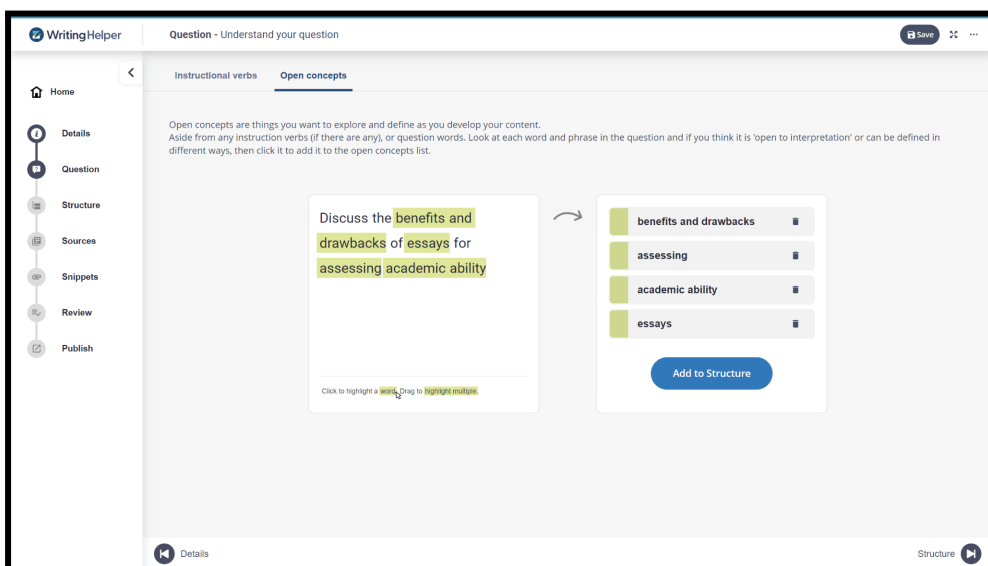 WritingHelper
Question - Understand your question
Save
Home
Details
Question
Structure
Sources
Snippets
Review
Publish
Instructional verbs
Open concepts
Open concepts are things you want to explore and define as you develop your content.
Aside from any instruction verbs (if there are any), or question words. Look at each word and phrase in the question and if you think it is 'open to interpretation' or can be defined in
different ways, then click it to add it to the open concepts list.
Discuss the benefits and
drawbacks of essays for
assessing academic ability
Click to highlight a word. Drag to highlight multiple.
benefits and drawbacks
assessing
academic ability
essays
Add to Structure
Details
Structure